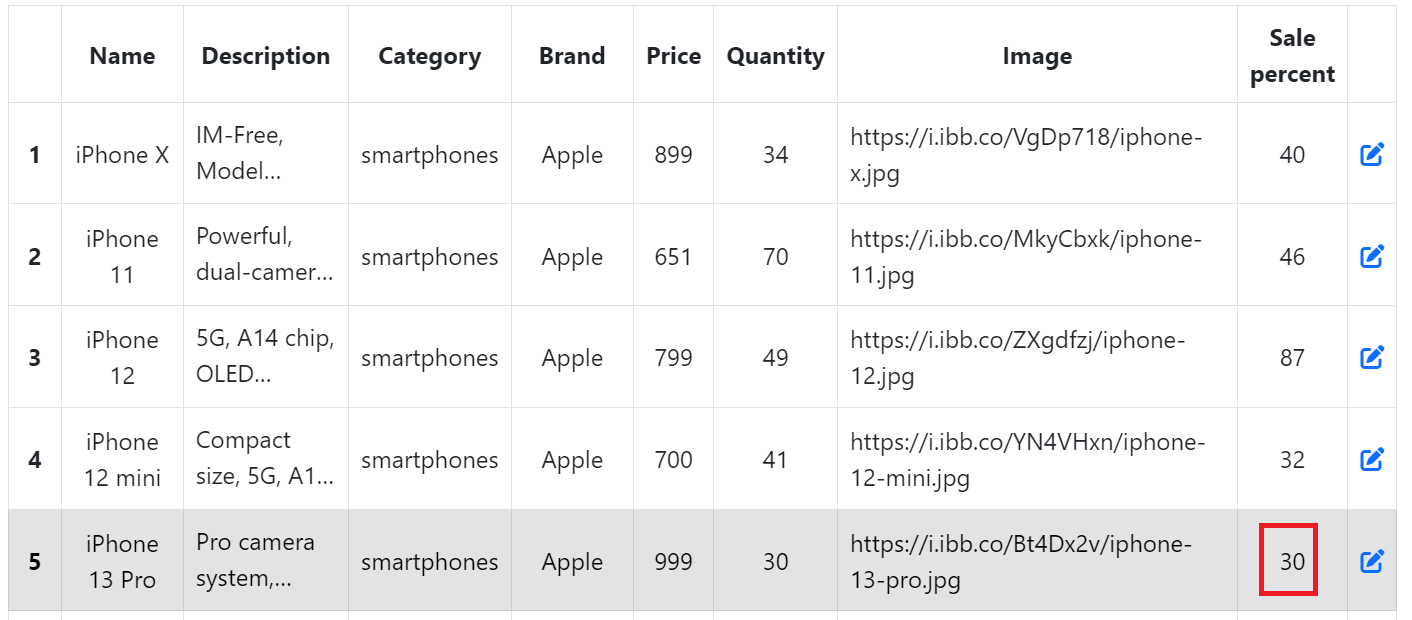 Name Description Category Brand Price Quantity Image Sale percent
1 iPhone X IM-Free, Model... smartphones Apple 899 34 https://i.ibb.co/VgDp718/iphone-x.jpg 40
2 iPhone 11 Powerful, dual-camer... smartphones Apple 651 70 https://i.ibb.co/MkyCbxk/iphone-11.jpg 46
3 iPhone 12 5G, A14 chip, OLED... smartphones Apple 799 49 https://i.ibb.co/ZXgdfzj/iphone-12.jpg 87
4 iPhone 12 mini Compact size, 5G, A1... smartphones Apple 700 41 https://i.ibb.co/YN4VHxn/iphone-12-mini.jpg 32
5 iPhone 13 Pro Pro camera system,... smartphones Apple 999 30 https://i.ibb.co/Bt4Dx2v/iphone-13-pro.jpg 30